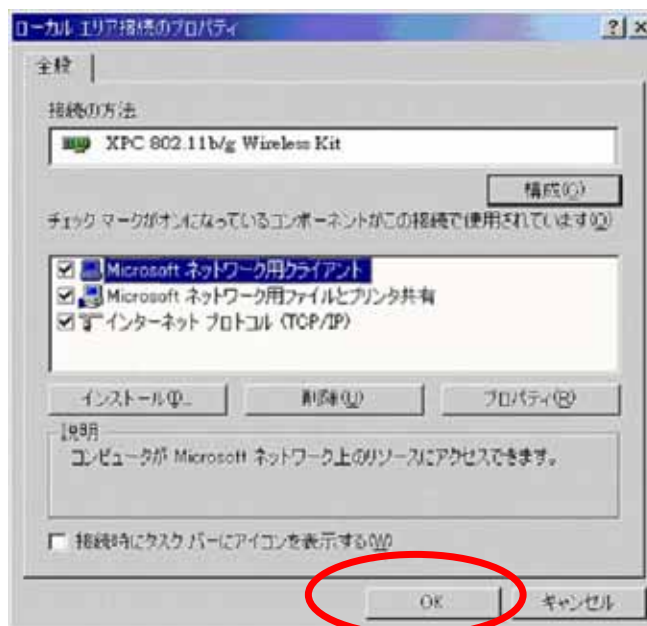 ローカル エリア接続のプロパティ
? ×
全般
接続の方法
XPC 802.11b/g Wireless Kit
構成(C)
チェック マークがオンになっているコンポーネントがこの接続で使用されています(O)
Microsoft ネットワーク用クライアント
Microsoft ネットワーク用ファイルとプリンタ共有
インターネット プロトコル (TCP/IP)
インストール(I)... 削除(U) プロパティ(R)
説明
コンピュータが Microsoft ネットワーク上のリソースにアクセスできます。
接続時にタスク バーにアイコンを表示する(W)
OK キャンセル